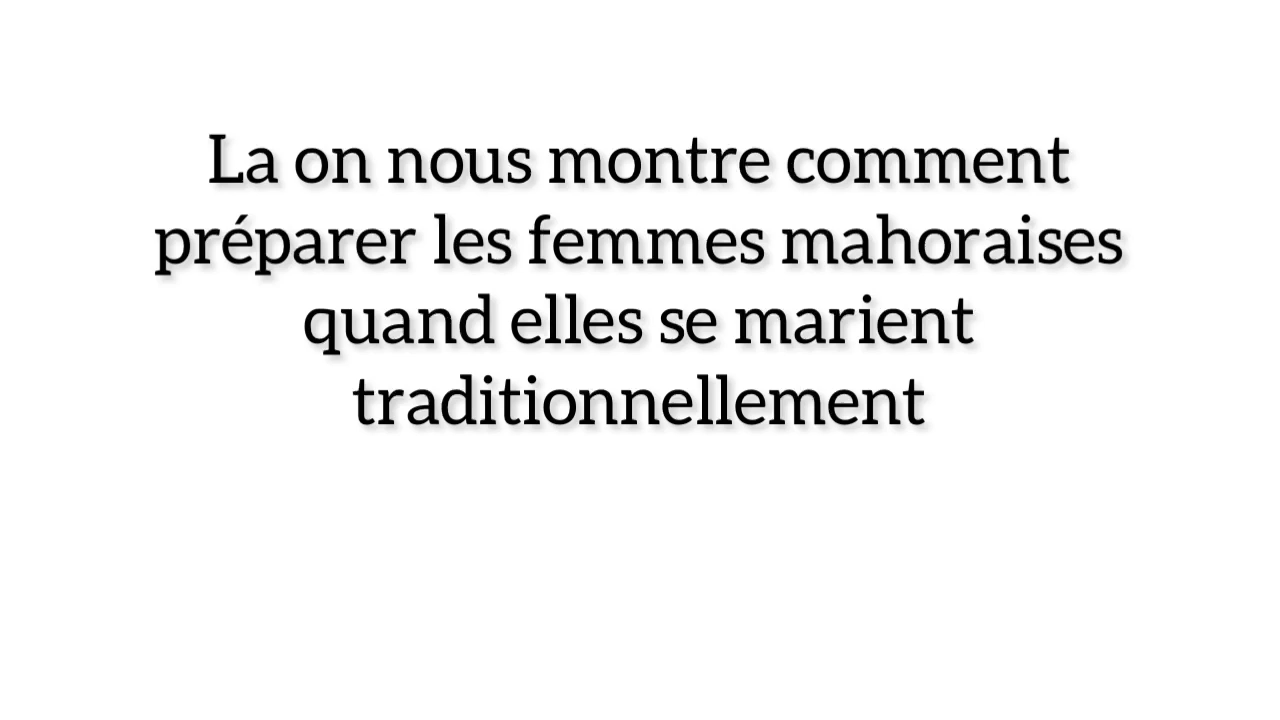 La on nous montre comment
préparer les femmes mahoraises
quand elles se marient
traditionnellement